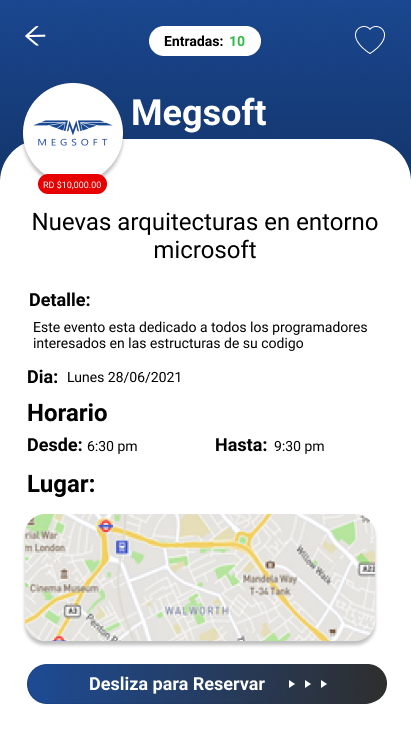 Entradas: 10
Megsoft
MEGSOFT
RD $10,000.00
Nuevas arquitecturas en entorno
microsoft
Detalle:
Este evento esta dedicado a todos los programadores
interesados en las estructuras de su codigo
Dia: Lunes 28/06/2021
Horario
Desde: 6:30 pm Hasta: 9:30 pm
Lugar:
rial War
m London
Cinema Museum
A3
Penton P
WALWORTH
Mandela Way
T-34 Tank
Willow Walk
A2
Desliza para Reservar